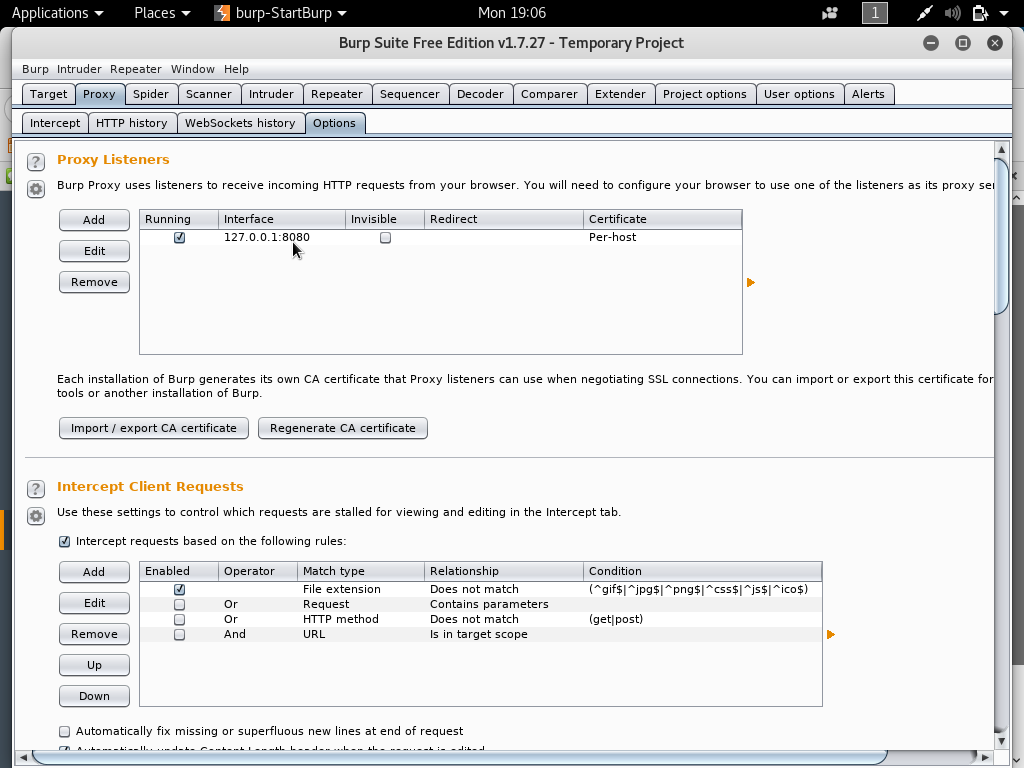 Applications Places burp-StartBurp Mon 19:06 1
Burp Suite Free Edition v1.7.27 - Temporary Project
Burp Intruder Repeater Window Help
Target Proxy Spider Scanner Intruder Repeater Sequencer Decoder Comparer Extender Project options User options Alerts
Intercept HTTP history WebSockets history Options
? Proxy Listeners
Burp Proxy uses listeners to receive incoming HTTP requests from your browser. You will need to configure your browser to use one of the listeners as its proxy ser
Add Running Interface Invisible Redirect Certificate
127.0.0.1:8080 Per-host
Edit
Remove
Each installation of Burp generates its own CA certificate that Proxy listeners can use when negotiating SSL connections. You can import or export this certificate for
tools or another installation of Burp.
Import / export CA certificate Regenerate CA certificate
? Intercept Client Requests
Use these settings to control which requests are stalled for viewing and editing in the Intercept tab.
Intercept requests based on the following rules:
Add Enabled Operator Match type Relationship Condition
File extension Does not match (^gif$|^jpg$|^png$|^css$|^js$|^ico$)
Edit Or Request Contains parameters
Or HTTP method Does not match (get|post)
Remove And URL Is in target scope
Up
Down
Automatically fix missing or superfluous new lines at end of request
Automatically update Content-Length header when the request is edited